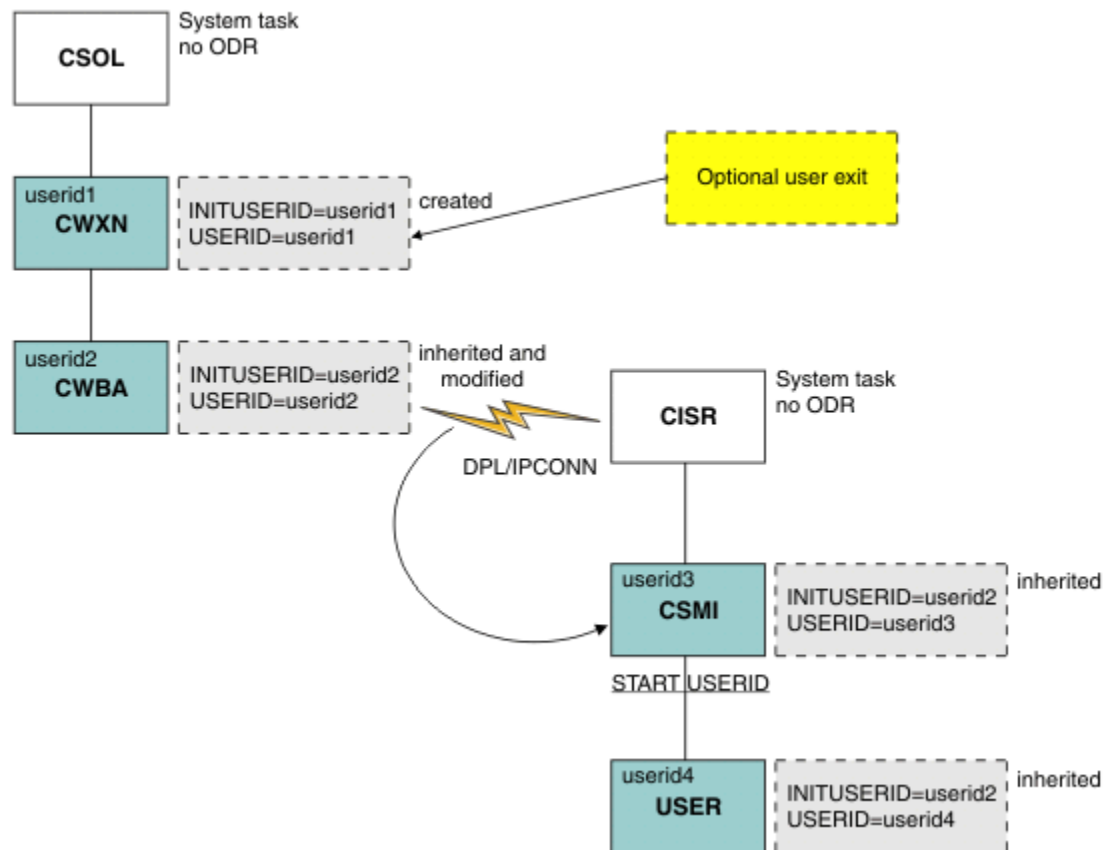 System task
no ODR
CSOL
userid1
CWXN
INITUSERID=userid1
USERID=userid1
created
Optional user exit
userid2
CWBA
INITUSERID=userid2
USERID=userid2
inherited and
modified
DPL/IPCONN
System task
no ODR
CISR
userid3
CSMI
INITUSERID=userid2
USERID=userid3
inherited
START USERID
userid4
USER
INITUSERID=userid2
USERID=userid4
inherited